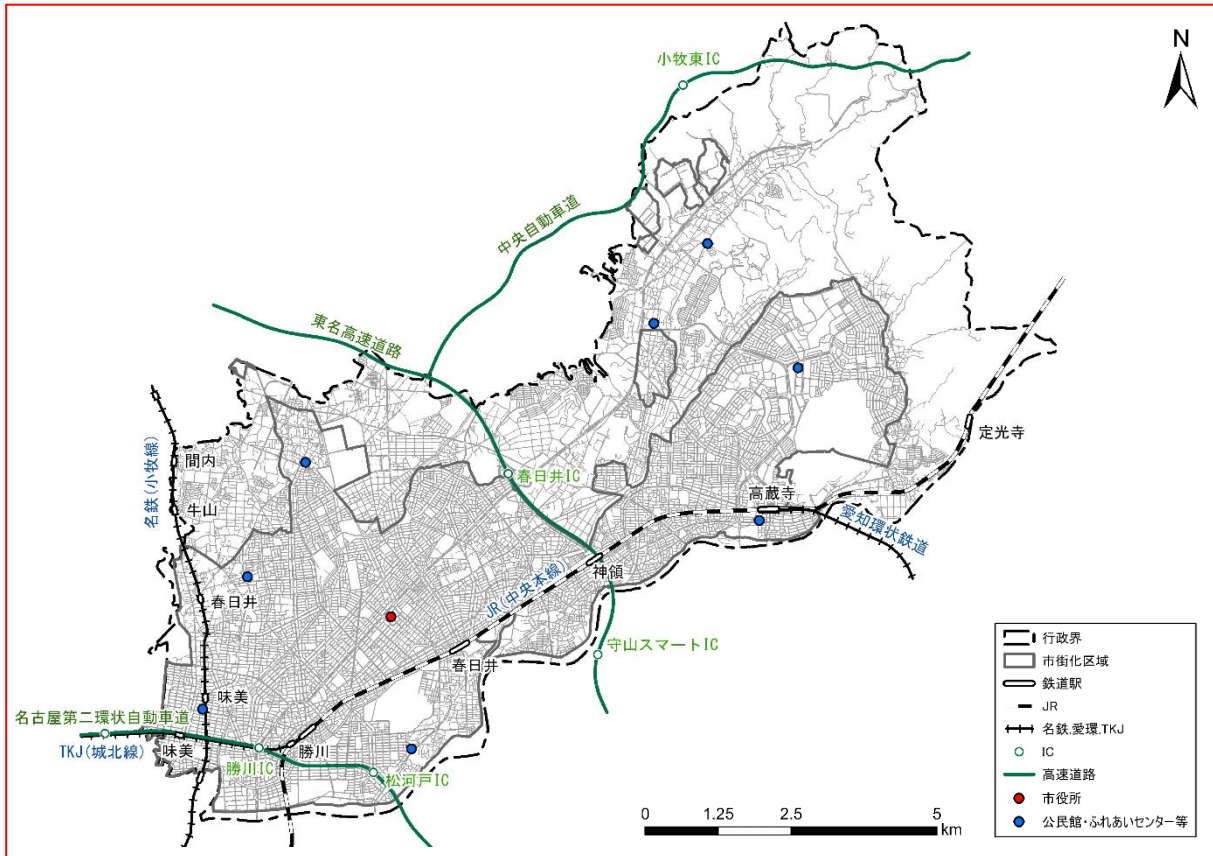 小牧東IC
N
中央自動車道
東名高速道路
名鉄(小牧線)
間内
牛山
春日井IC
定光寺
高蔵寺
愛知環状鉄道
JR(中央本線)
神領
春日井
守山スマートIC
春日井
味美
名古屋第二環状自動車道
TKJ(城北線)
味美
勝川IC
勝川
松河戸IC
0 1.25 2.5 5
km
行政界
市街化区域
鉄道駅
JR
名鉄,愛環,TKJ
IC
高速道路
市役所
公民館・ふれあいセンター等